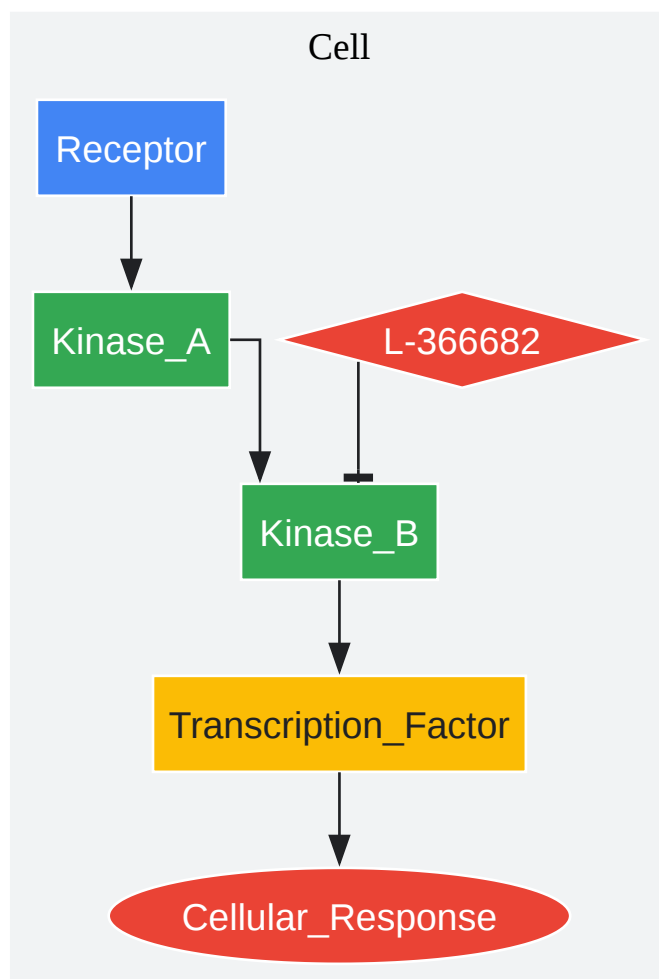 Cell
Receptor
Kinase_A
L-366682
Kinase_B
Transcription_Factor
Cellular_Response